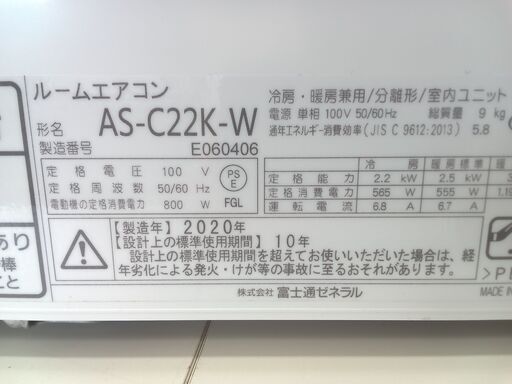 ルームエアコン
形名 AS-C22K-W
製造番号 E060406
冷房・暖房兼用/分離形/室内ユニット
電源 単相 100V 50/60Hz 総質量 9 kg
通年エネルギー消費効率(JIS C 9612:2013) 5.8
定格電圧 100 V
定格周波数 50/60 Hz
電動機の定格消費電力 800 W
PS
E
FGL
冷 房 暖房標準 暖
定格能力 2.2 kW 2.5 kW
定格消費電力 565 W 555 W 1.19
運転電流 6.8 A 6.7 A
【製造年】2020年
【設計上の標準使用期間】10年
設計上の標準使用期間を超えてお使いいただいた場合は、経
年劣化による発火・けが等の事故に至るおそれがあります。
株式会社 富士通ゼネラル
あり
棒
こと
>P
MADE IN